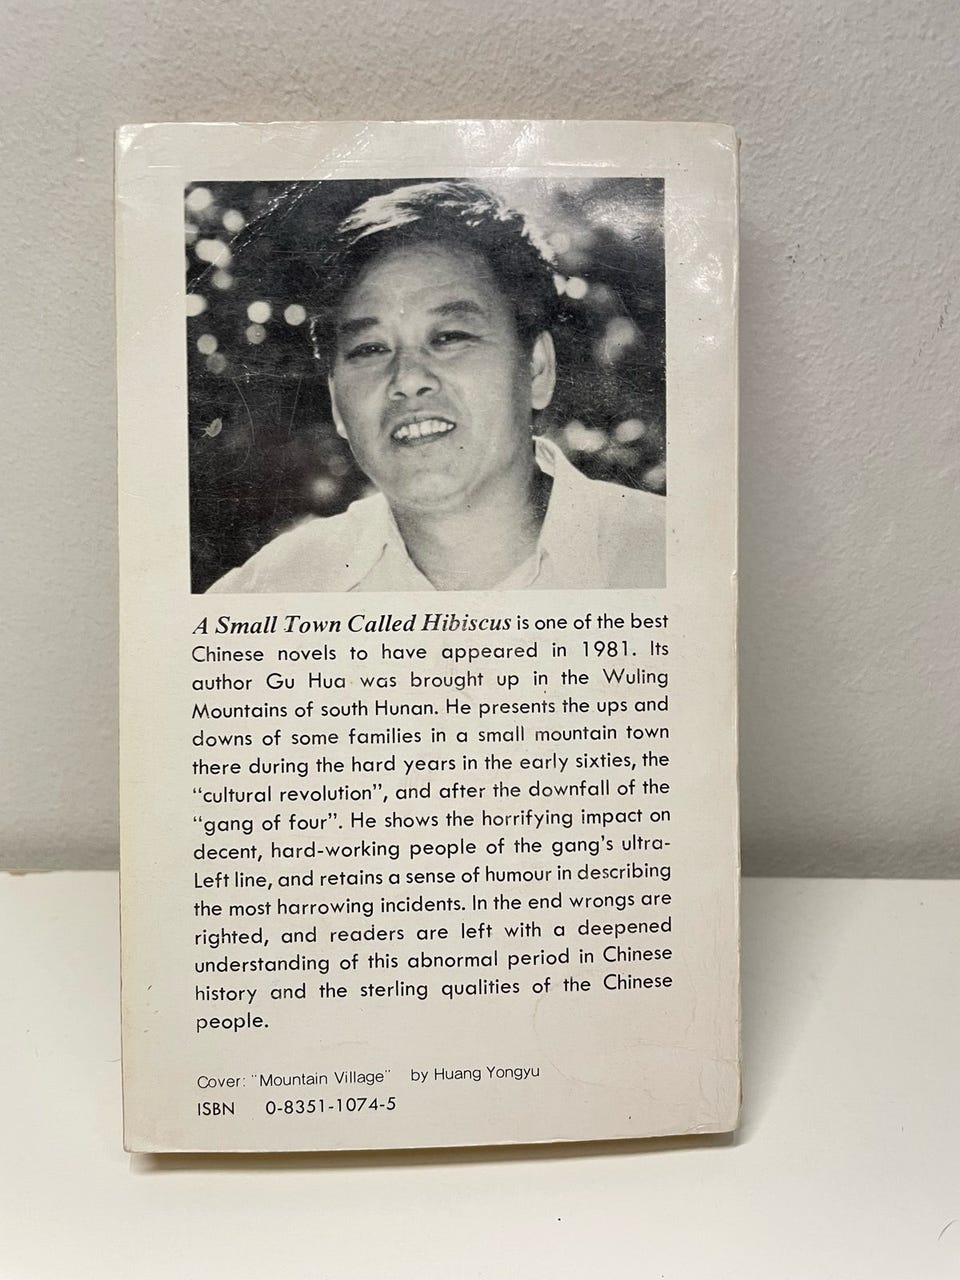 A Small Town Called Hibiscus is one of the best
Chinese novels to have appeared in 1981. Its
author Gu Hua was brought up in the Wuling
Mountains of south Hunan. He presents the ups and
downs of some families in a small mountain town
there during the hard years in the early sixties, the
“cultural revolution”, and after the downfall of the
“gang of four”. He shows the horrifying impact on
decent, hard-working people of the gang’s ultra-
Left line, and retains a sense of humour in describing
the most harrowing incidents. In the end wrongs are
righted, and readers are left with a deepened
understanding of this abnormal period in Chinese
history and the sterling qualities of the Chinese
people.
Cover: "Mountain Village" by Huang Yongyu
ISBN 0-8351-1074-5